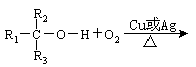 R₂
R₁—C—O—H+O₂ Cu或Ag
R₃ △